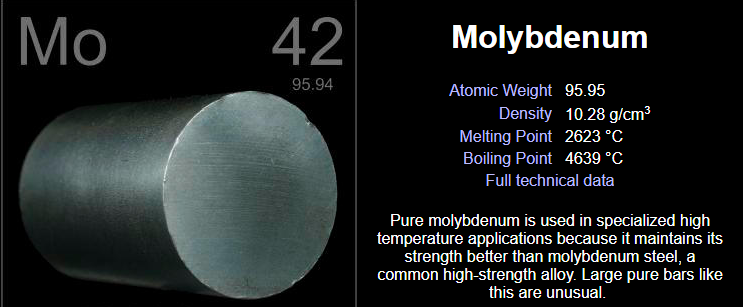 Mo 42
95.94
Molybdenum
Atomic Weight 95.95
Density 10.28 g/cm³
Melting Point 2623 °C
Boiling Point 4639 °C
Full technical data
Pure molybdenum is used in specialized high
temperature applications because it maintains its
strength better than molybdenum steel, a
common high-strength alloy. Large pure bars like
this are unusual.